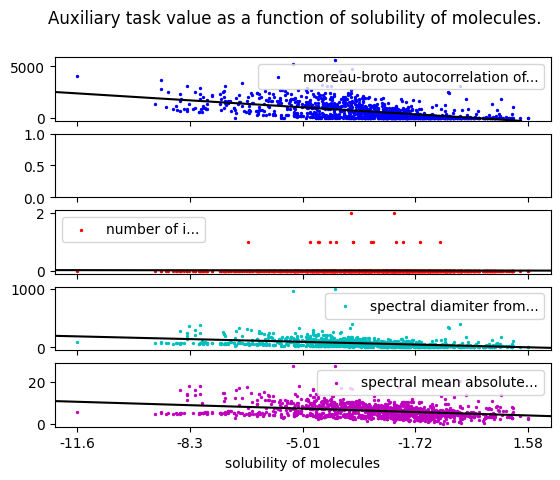 Auxiliary task value as a function of solubility of molecules.
5000
moreau-broto autocorrelation of...
0
1.0
0.5
0.0
2
number of i...
0
1000
spectral diamiter from...
0
20
spectral mean absolute...
0
-11.6 -8.3 -5.01 -1.72 1.58
solubility of molecules